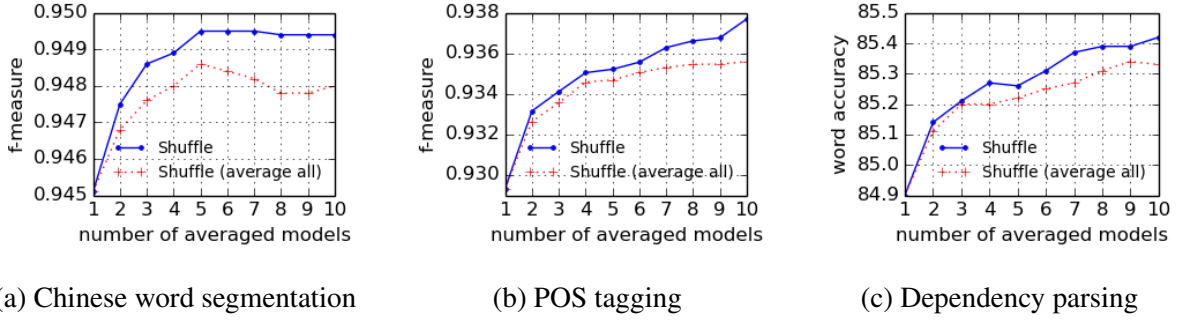 0.950
0.949
0.948
0.947
0.946
0.945
f-measure
Shuffle
Shuffle (average all)
1 2 3 4 5 6 7 8 9 10
number of averaged models
0.938
0.936
0.934
0.932
0.930
f-measure
Shuffle
Shuffle (average all)
1 2 3 4 5 6 7 8 9 10
number of averaged models
85.5
85.4
85.3
85.2
85.1
85.0
84.9
word accuracy
Shuffle
Shuffle (average all)
1 2 3 4 5 6 7 8 9 10
number of averaged models
a) Chinese word segmentation
(b) POS tagging
(c) Dependency parsing